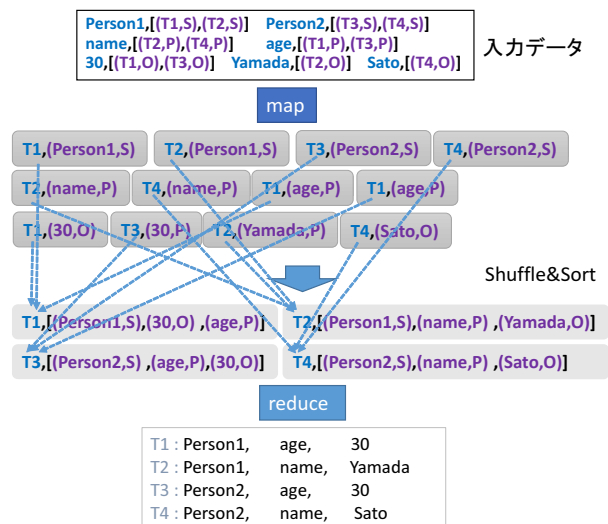 Person1,[(T1,S),(T2,S)] Person2,[(T3,S),(T4,S)]
name,[(T2,P),(T4,P)] age,[(T1,P),(T3,P)]
30,[(T1,O),(T3,O)] Yamada,[(T2,O)] Sato,[(T4,O)]
入力データ
map
T1,(Person1,S) T2,(Person1,S) T3,(Person2,S) T4,(Person2,S)
T2,(name,P) T4,(name,P) T1,(age,P) T1,(age,P)
T1,(30,O) T3,(30,P) T2,(Yamada,P) T4,(Sato,O)
Shuffle&Sort
T1,[(Person1,S),(30,O) ,(age,P)] T2,[(Person1,S),(name,P) ,(Yamada,O)]
T3,[(Person2,S) ,(age,P),(30,O)] T4,[(Person2,S),(name,P) ,(Sato,O)]
reduce
T1 : Person1, age, 30
T2 : Person1, name, Yamada
T3 : Person2, age, 30
T4 : Person2, name, Sato